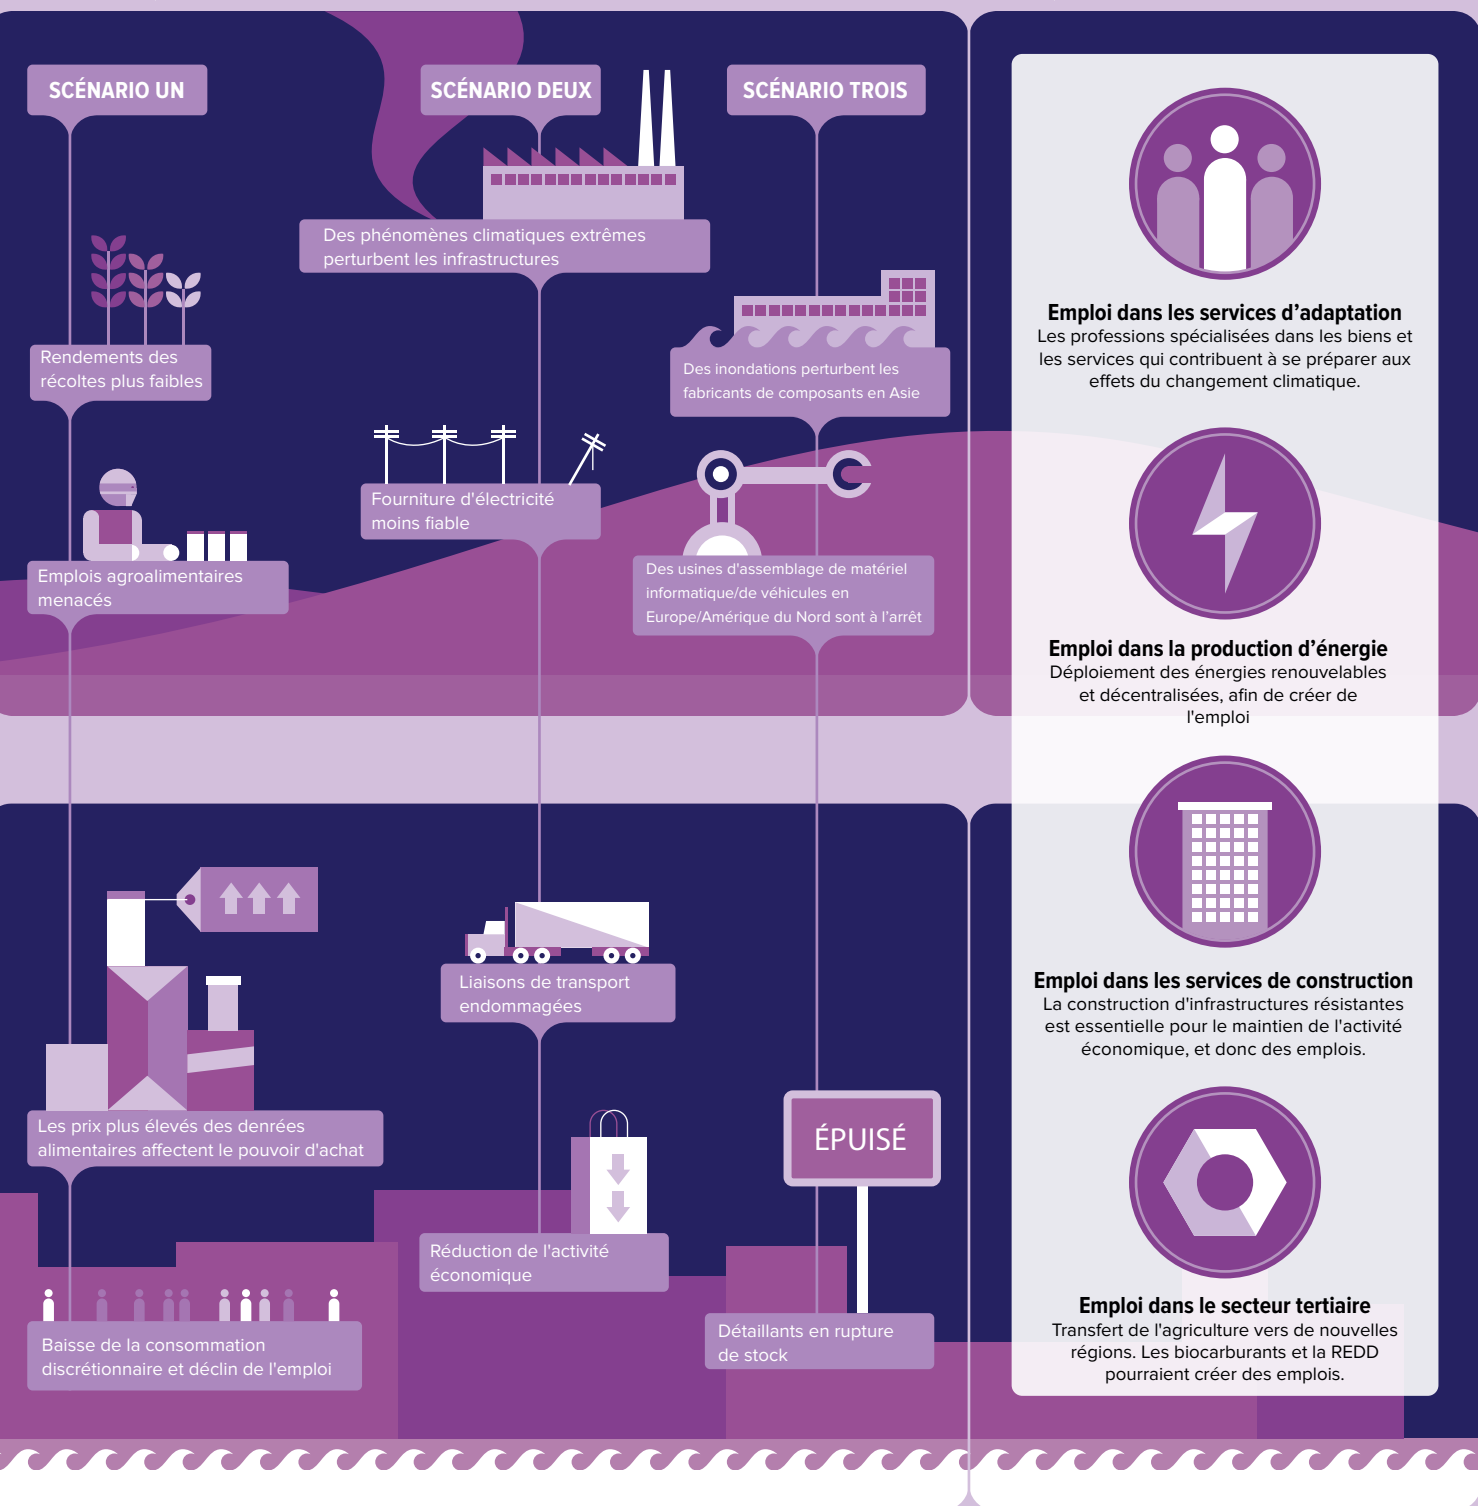 SCÉNARIO UN
Rendements des
récoltes plus faibles
Emplois agroalimentaires
menacés
Les prix plus élevés des denrées
alimentaires affectent le pouvoir d'achat
Baisse de la consommation
discrétionnaire et déclin de l'emploi
SCÉNARIO DEUX
Des phénomènes climatiques extrêmes
perturbent les infrastructures
Fourniture d'électricité
moins fiable
Liaisons de transport
endommagées
Réduction de l'activité
économique
SCÉNARIO TROIS
Des inondations perturbent les
fabricants de composants en Asie
Des usines d'assemblage de matériel
informatique/de véhicules en
Europe/Amérique du Nord sont à l’arrêt
ÉPUISÉ
Détaillants en rupture
de stock
Emploi dans les services d’adaptation
Les professions spécialisées dans les biens et
les services qui contribuent à se préparer aux
effets du changement climatique.
Emploi dans la production d’énergie
Déploiement des énergies renouvelables
et décentralisées, afin de créer de
l'emploi
Emploi dans les services de construction
La construction d'infrastructures résistantes
est essentielle pour le maintien de l'activité
économique, et donc des emplois.
Emploi dans le secteur tertiaire
Transfert de l'agriculture vers de nouvelles
régions. Les biocarburants et la REDD
pourraient créer des emplois.